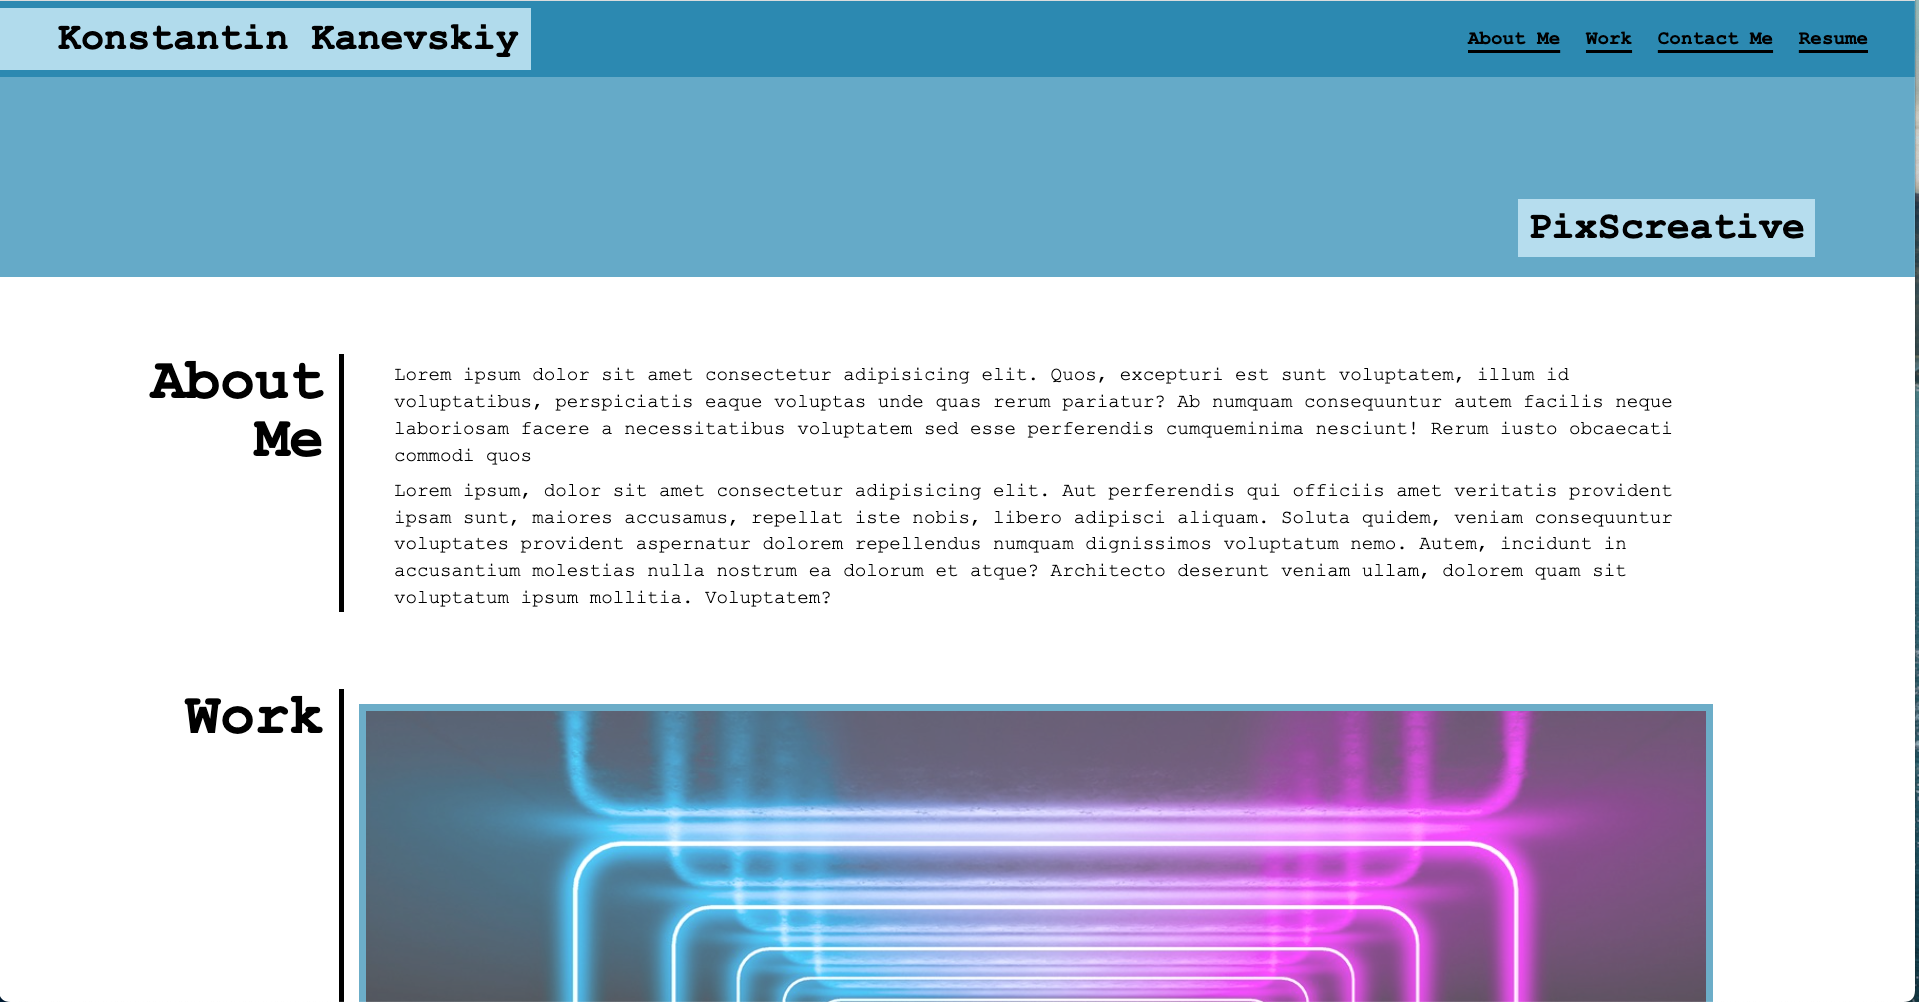 Konstantin Kanevskiy
About Me Work Contact Me Resume
PixScreative
About
Me
Lorem ipsum dolor sit amet consectetur adipisicing elit. Quos, excepturi est sunt voluptatem, illum id
voluptatibus, perspiciatis eaque voluptas unde quas rerum pariatur? Ab numquam consequuntur autem facilis neque
laboriosam facere a necessitatibus voluptatem sed esse perferendis cumqueminima nesciunt! Rerum iusto obcaecati
commodi quos
Lorem ipsum, dolor sit amet consectetur adipisicing elit. Aut perferendis qui officiis amet veritatis provident
ipsam sunt, maiores accusamus, repellat iste nobis, libero adipisci aliquam. Soluta quidem, veniam consequuntur
voluptates provident aspernatur dolorem repellendus numquam dignissimos voluptatum nemo. Autem, incidunt in
accusantium molestias nulla nostrum ea dolorum et atque? Architecto deserunt veniam ullam, dolorem quam sit
voluptatum ipsum mollitia. Voluptatem?
Work